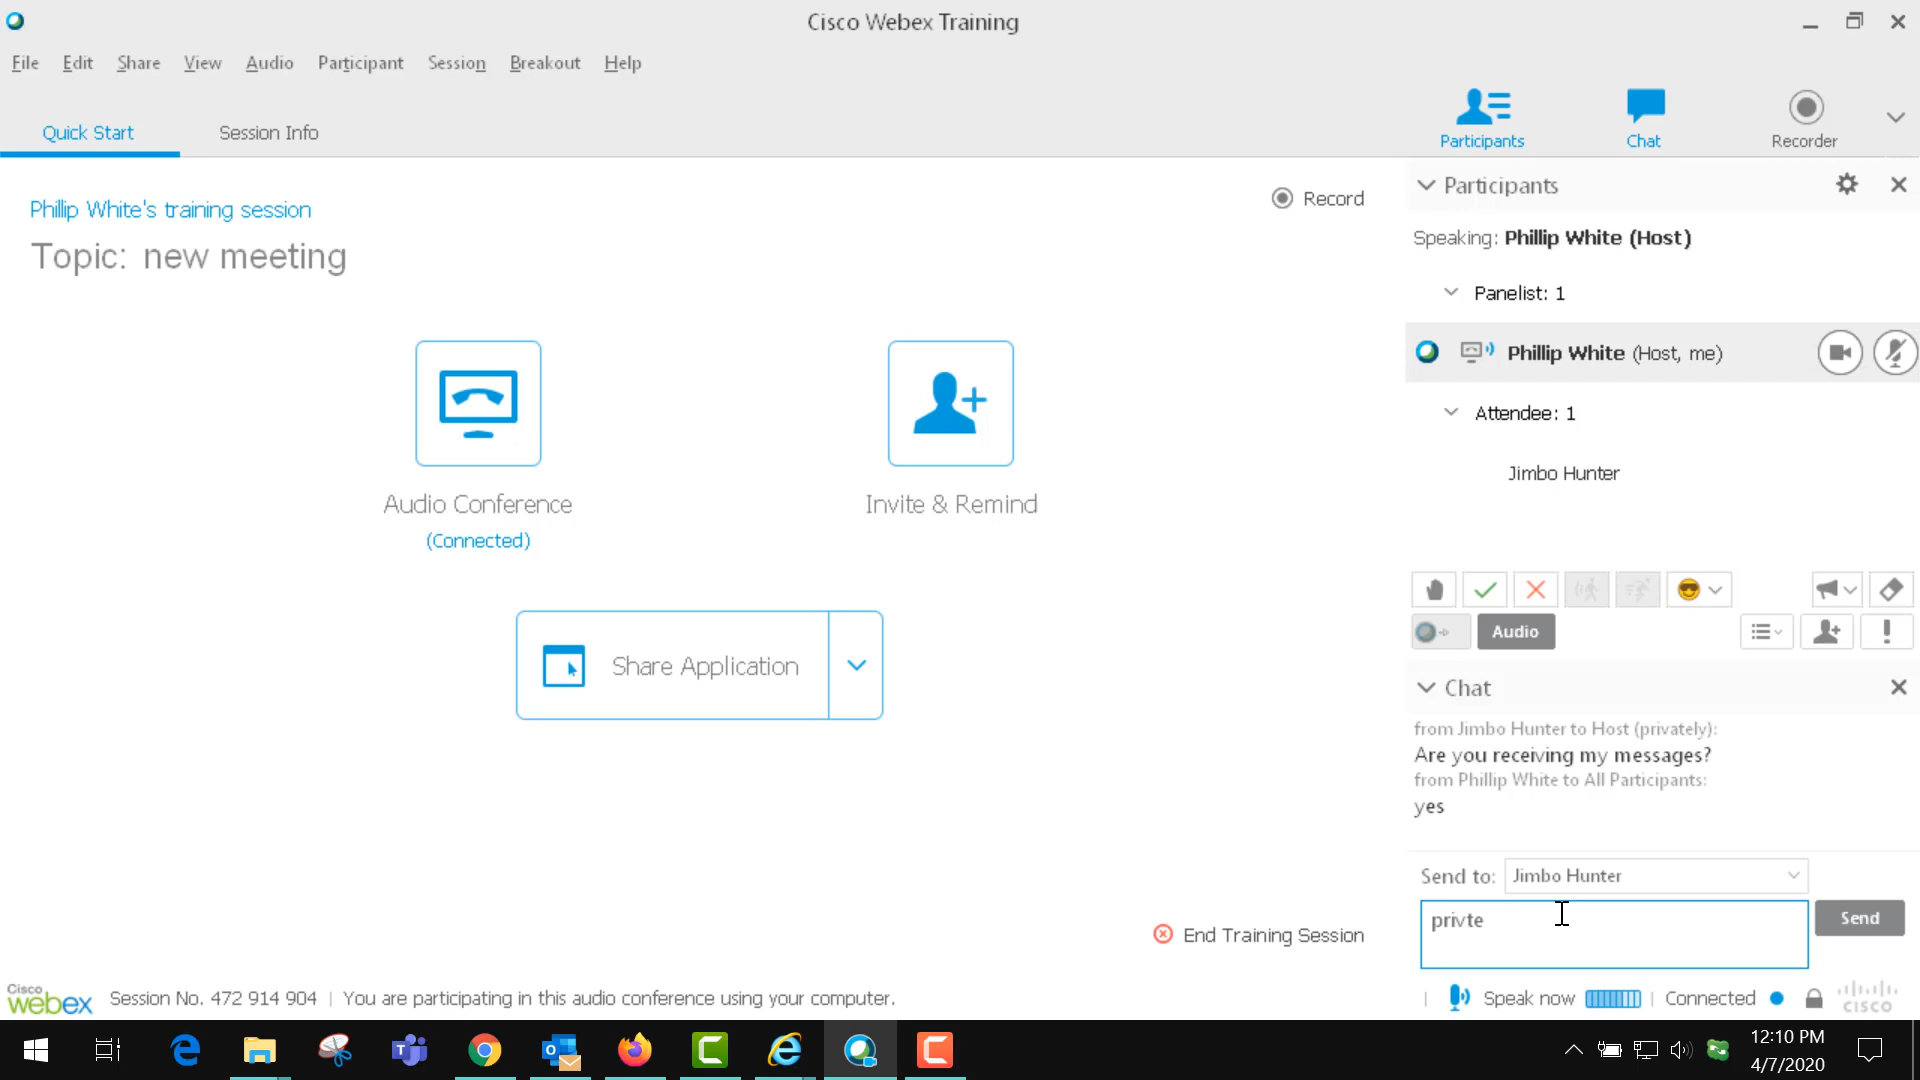 Cisco Webex Training
File Edit Share View Audio Participant Session Breakout Help
Quick Start Session Info
Participants Chat Recorder
Phillip White's training session
Record
Topic: new meeting
Audio Conference
(Connected)
Invite & Remind
Share Application
End Training Session
Participants
Speaking: Phillip White (Host)
Panelist: 1
Phillip White (Host, me)
Attendee: 1
Jimbo Hunter
Audio
Chat
from Jimbo Hunter to Host (privately):
Are you receiving my messages?
from Phillip White to All Participants:
yes
Send to: Jimbo Hunter
privte
Send
Cisco webex
Session No. 472 914 904 | You are participating in this audio conference using your computer.
Speak now | Connected
cisco
12:10 PM
4/7/2020